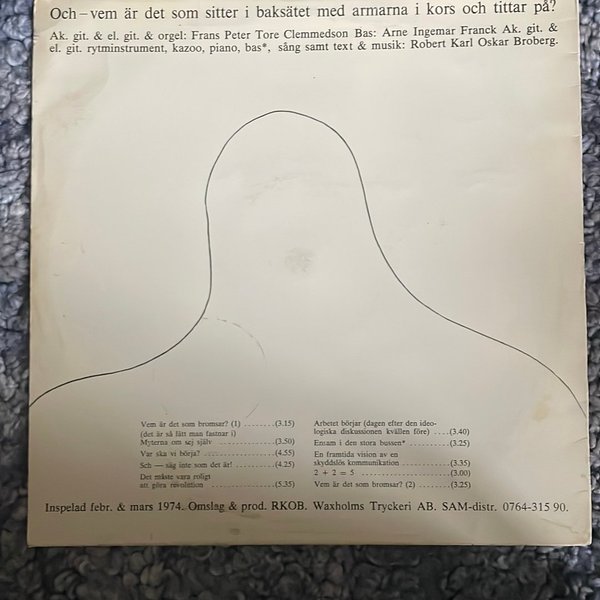 Och – vem är det som sitter i baksätet med armarna i kors och tittar på?
Ak. git. & el. git. & orgel: Frans Peter Tore Clemmedson Bas: Arne Ingemar Franck Ak. git. &
el. git. rytminstrument, kazoo, piano, bas*, sång samt text & musik: Robert Karl Oskar Broberg.
Vem är det som bromsar? (1) ........(3.15)
(det är så lätt man fastnar i)
Myterna om sej själv ..............(3.50)
Var ska vi börja? ..................(4.55)
Sch — säg inte som det är! ........(4.25)
Det måste vara roligt
att göra revolution ................(5.35)
Arbetet börjar (dagen efter den ideo-
logiska diskussionen kvällen före) ....(3.40)
Ensam i den stora bussen* ..........(3.25)
En framtida vision av en
skyddslös kommunikation ............(3.35)
2 + 2 = 5 ........................(3.00)
Vem är det som bromsar? (2) ........(3.25)
Inspelad febr. & mars 1974. Omslag & prod. RKOB. Waxholms Tryckeri AB. SAM-distr. 0764-315 90.